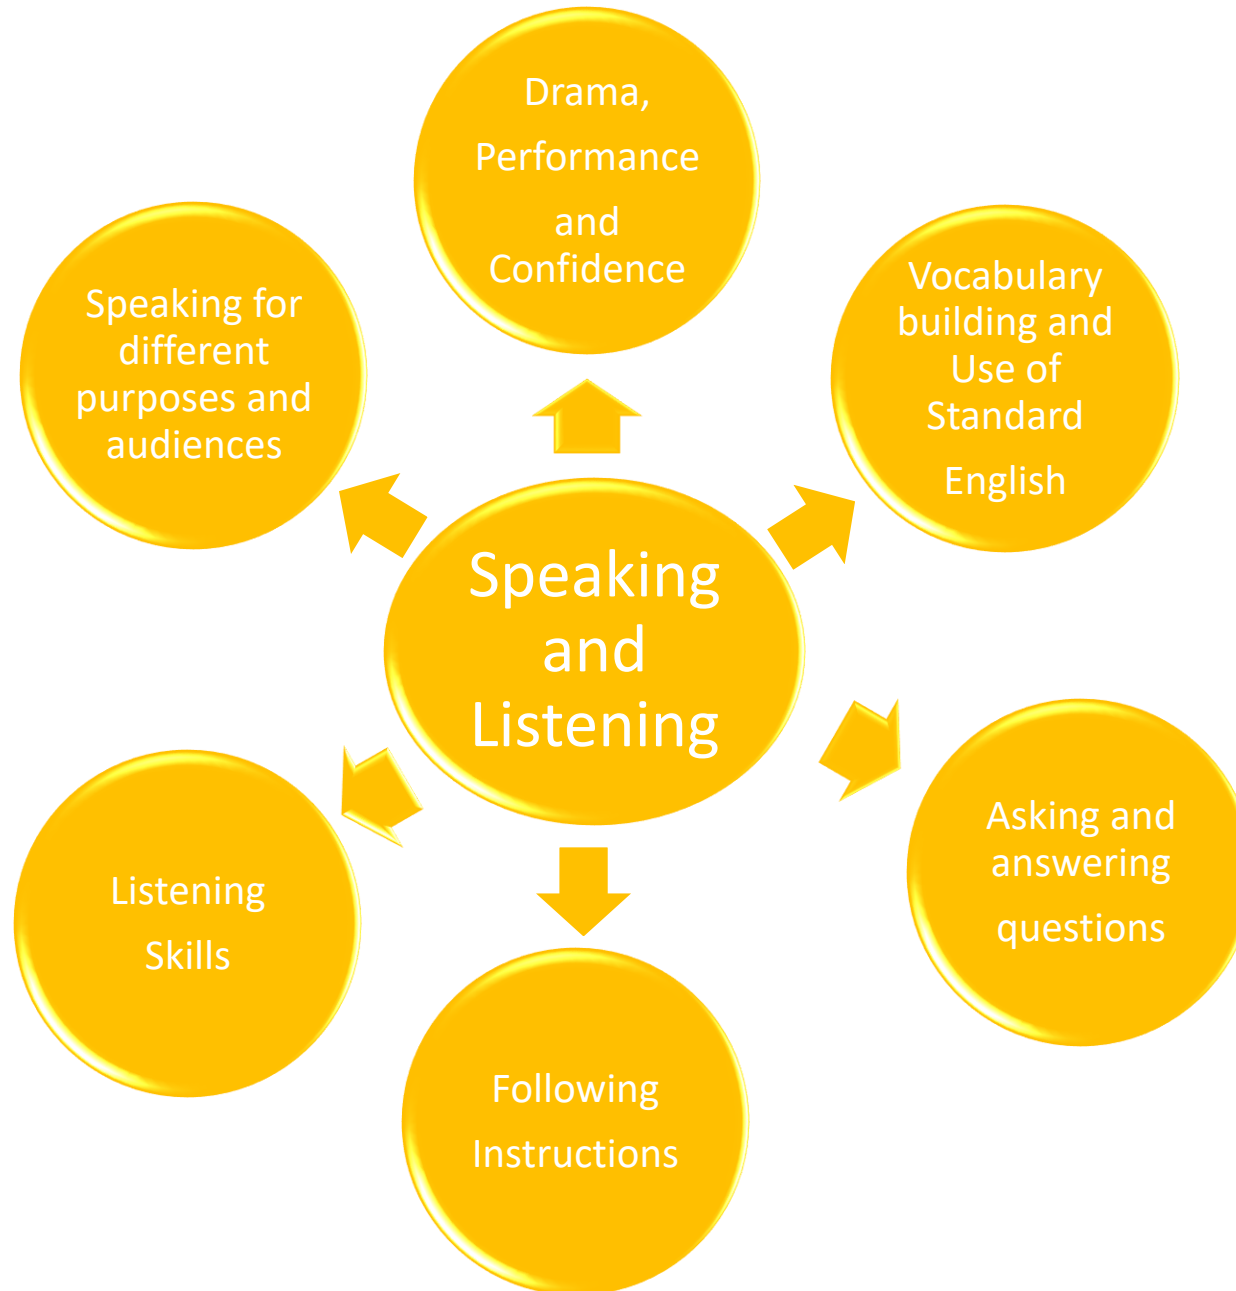 Drama,
Performance
and
Confidence
Vocabulary
building and
Use of
Standard
English
Asking and
answering
questions
Following
Instructions
Listening
Skills
Speaking for
different
purposes and
audiences
Speaking
and
Listening